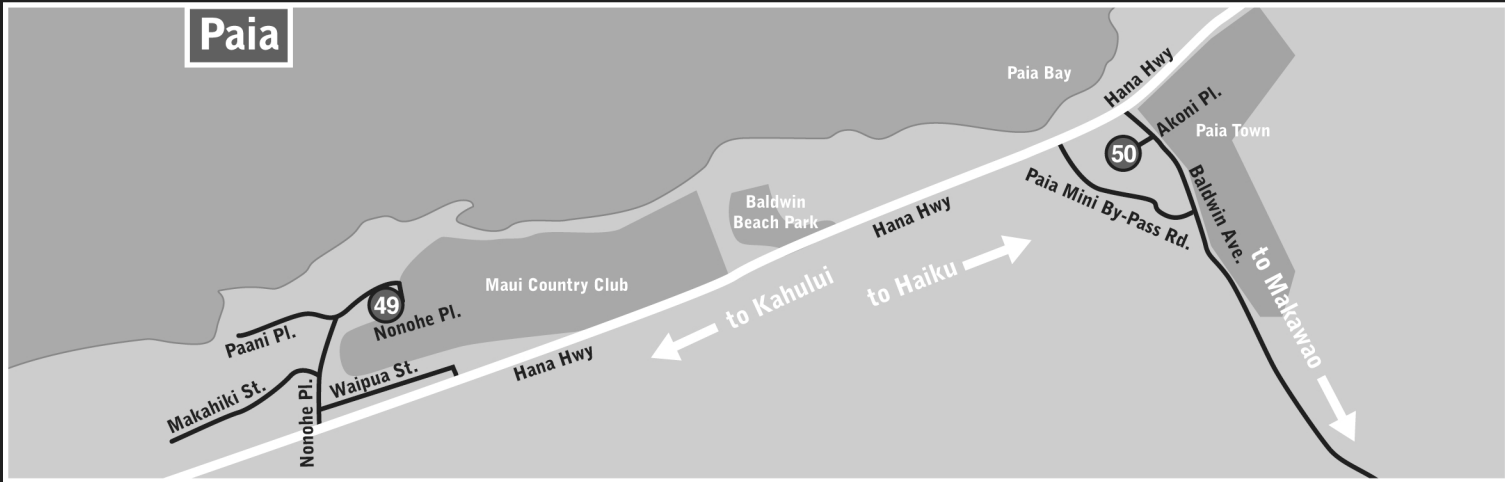 Paia
Paia Bay
Hana Hwy
Akoni Pl.
Paia Town
50
Paia Mini By-Pass Rd.
Baldwin Ave.
Baldwin
Beach Park
Hana Hwy
to Makawao
to Haiku
to Kahului
Maui Country Club
49
Nonohe Pl.
Paani Pl.
Hana Hwy
Waipua St.
Makahiki St.
Nonohe Pl.